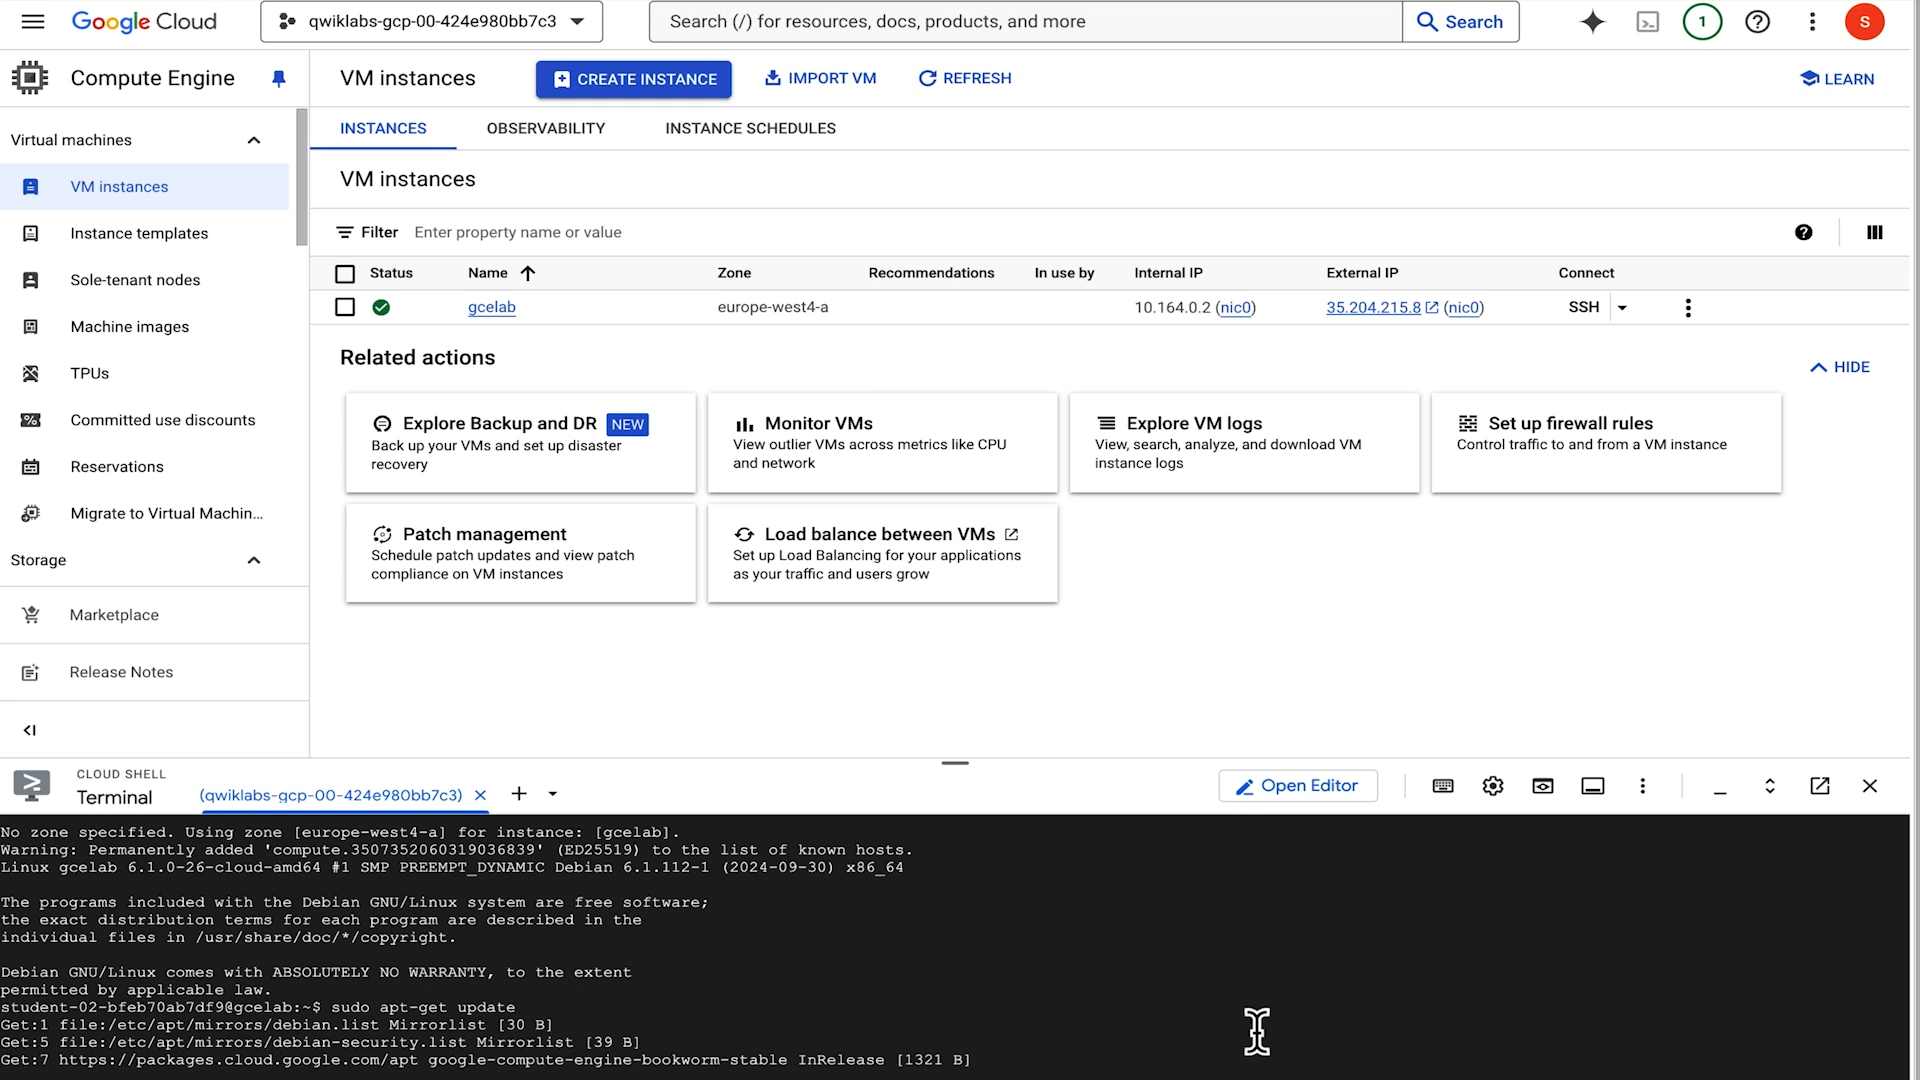 Google Cloud
qwiklabs-gcp-00-424e980bb7c3
Search (/) for resources, docs, products, and more
Search
1
S
Compute Engine
VM instances
CREATE INSTANCE
IMPORT VM
REFRESH
LEARN
Virtual machines
VM instances
Instance templates
Sole-tenant nodes
Machine images
TPUs
Committed use discounts
Reservations
Migrate to Virtual Machin...
Storage
Marketplace
Release Notes
INSTANCES
OBSERVABILITY
INSTANCE SCHEDULES
VM instances
Filter Enter property name or value
Status Name Zone Recommendations In use by Internal IP External IP Connect
gcelab europe-west4-a 10.164.0.2 (nic0) 35.204.215.8 (nic0) SSH
Related actions
HIDE
Explore Backup and DR NEW
Back up your VMs and set up disaster
recovery
Monitor VMs
View outlier VMs across metrics like CPU
and network
Explore VM logs
View, search, analyze, and download VM
instance logs
Set up firewall rules
Control traffic to and from a VM instance
Patch management
Schedule patch updates and view patch
compliance on VM instances
Load balance between VMs
Set up Load Balancing for your applications
as your traffic and users grow
CLOUD SHELL
Terminal
(qwiklabs-gcp-00-424e980bb7c3)
Open Editor
No zone specified. Using zone [europe-west4-a] for instance: [gcelab].
Warning: Permanently added 'compute.3507352060319036839' (ED25519) to the list of known hosts.
Linux gcelab 6.1.0-26-cloud-amd64 #1 SMP PREEMPT_DYNAMIC Debian 6.1.112-1 (2024-09-30) x86_64
The programs included with the Debian GNU/Linux system are free software;
the exact distribution terms for each program are described in the
individual files in /usr/share/doc/*/copyright.
Debian GNU/Linux comes with ABSOLUTELY NO WARRANTY, to the extent
permitted by applicable law.
student-02-bfeb70ab7df9@gcelab:~$ sudo apt-get update
Get:1 file:/etc/apt/mirrors/debian.list Mirrorlist [30 B]
Get:5 file:/etc/apt/mirrors/debian-security.list Mirrorlist [39 B]
Get:7 https://packages.cloud.google.com/apt google-compute-engine-bookworm-stable InRelease [1321 B]